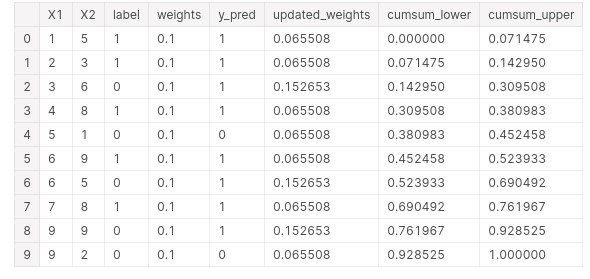 X1 X2 label weights y_pred updated_weights cumsum_lower cumsum_upper
0 1 5 1 0.1 1 0.065508 0.000000 0.071475
1 2 3 1 0.1 1 0.065508 0.071475 0.142950
2 3 6 0 0.1 1 0.152653 0.142950 0.309508
3 4 8 1 0.1 1 0.065508 0.309508 0.380983
4 5 1 0 0.1 0 0.065508 0.380983 0.452458
5 6 9 1 0.1 1 0.065508 0.452458 0.523933
6 6 5 0 0.1 1 0.152653 0.523933 0.690492
7 7 8 1 0.1 1 0.065508 0.690492 0.761967
8 9 9 0 0.1 1 0.152653 0.761967 0.928525
9 9 2 0 0.1 0 0.065508 0.928525 1.000000